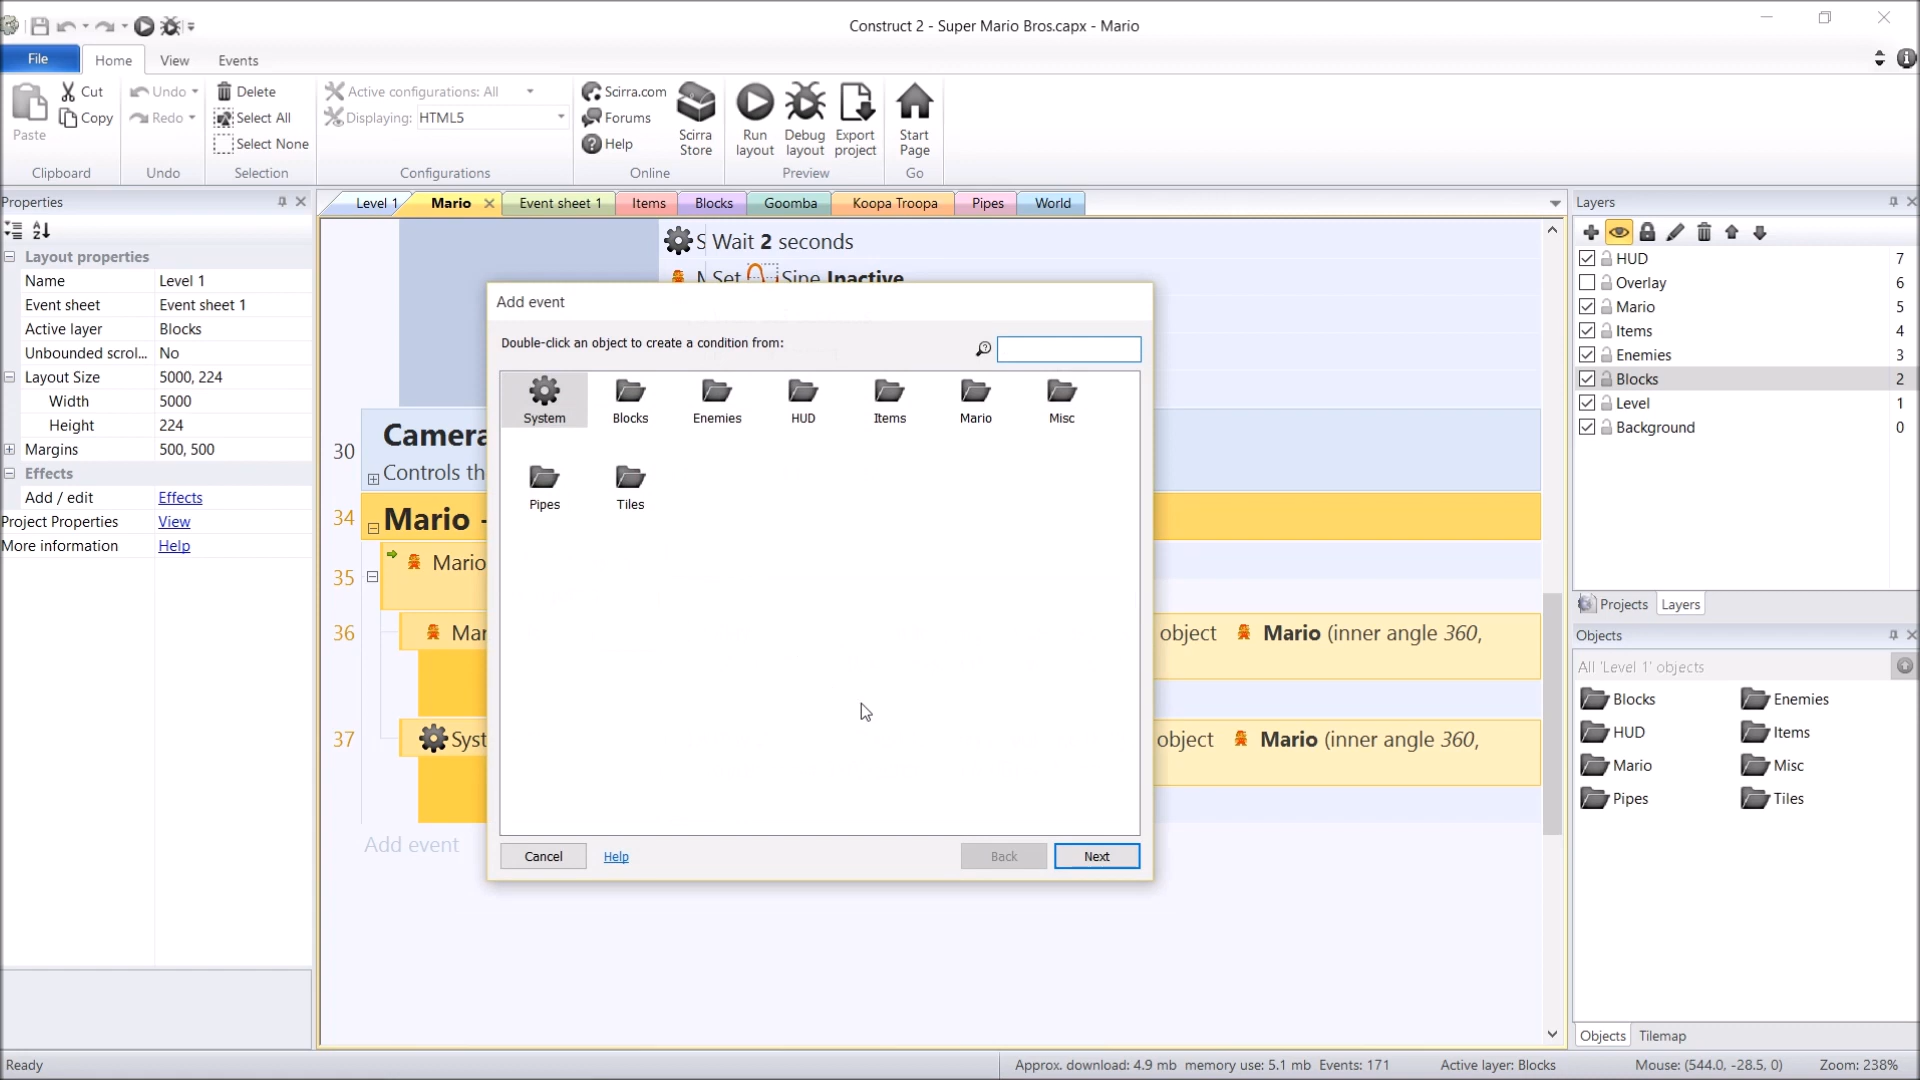 Construct 2 - Super Mario Bros.capx - Mario
File Home View Events
Paste Cut Copy Clipboard
Undo Redo Undo
Delete Select All Select None Selection
Active configurations: All
Displaying: HTML5
Configurations
Scirra.com Forums Help Scirra Store Online
Run layout Debug layout Export project Preview
Start Page Go
Properties
Layout properties
Name Level 1
Event sheet Event sheet 1
Active layer Blocks
Unbounded scrol... No
Layout Size 5000, 224
Width 5000
Height 224
Margins 500, 500
Effects
Add / edit Effects
Project Properties View
More information Help
Level 1 Mario Event sheet 1 Items Blocks Goomba Koopa Troopa Pipes World
S Wait 2 seconds
Set Sine Inactive
30 Camera
Controls th
34 Mario -
35 Mario
36 Mar object Mario (inner angle 360,
37 Syst object Mario (inner angle 360,
Add event
Add event
Double-click an object to create a condition from:
System Blocks Enemies HUD Items Mario Misc
Pipes Tiles
Cancel Help Back Next
Layers
HUD 7
Overlay 6
Mario 5
Items 4
Enemies 3
Blocks 2
Level 1
Background 0
Projects Layers
Objects
All 'Level 1' objects
Blocks Enemies
HUD Items
Mario Misc
Pipes Tiles
Objects Tilemap
Ready Approx. download: 4.9 mb memory use: 5.1 mb Events: 171 Active layer: Blocks Mouse: (544.0, -28.5, 0) Zoom: 238%